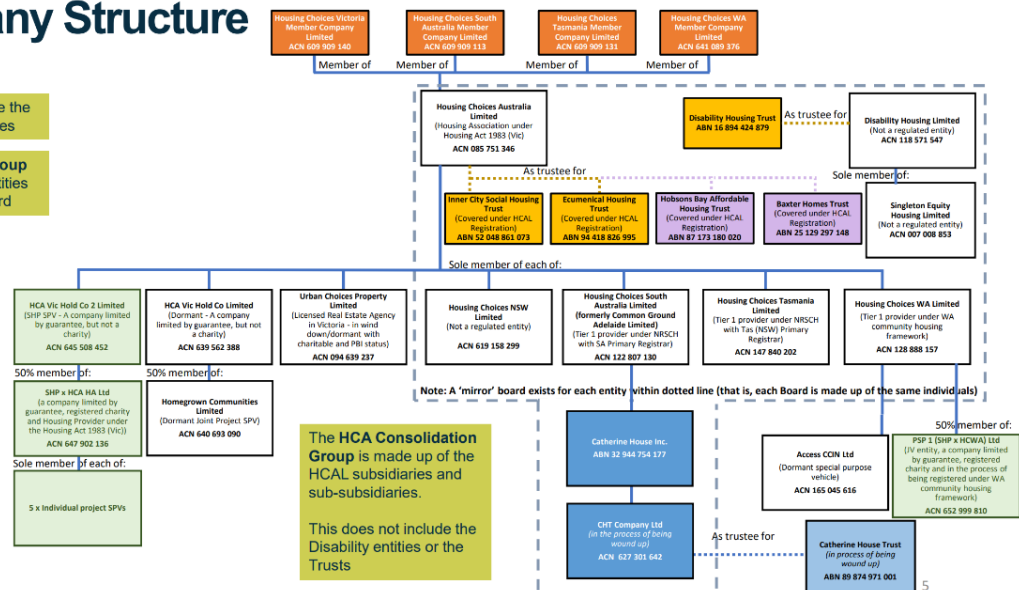 any Structure
Housing Choices Victoria
Member Company
Limited
ACN 609 909 140
Housing Choices South
Australia Member
Company Limited
ACN 609 909 113
Housing Choices
Tasmania Member
Company Limited
ACN 609 909 131
Housing Choices WA
Member Company
Limited
ACN 641 089 376
Member of
Member of
Member of
e the
es
oup
tities
rd
Housing Choices Australia
Limited
(Housing Association under
Housing Act 1983 (Vic)
ACN 085 751 346
Disability Housing Trust
ABN 16 894 424 879
As trustee for
Disability Housing Limited
(Not a regulated entity)
ACN 118 571 547
As trustee for
Sole member of:
Inner City Social Housing
Trust
(Covered under HCAL
Registration)
ABN 52 048 861 073
Ecumenical Housing
Trust
(Covered under HCAL
Registration)
ABN 94 418 826 995
Hobsons Bay Affordable
Housing Trust
(Covered under HCAL
Registration)
ABN 87 173 180 020
Baxter Homes Trust
(Covered under HCAL
Registration)
ABN 25 129 297 148
Singleton Equity
Housing Limited
(Not a regulated entity)
ACN 007 008 853
Sole member of each of:
HCA Vic Hold Co 2 Limited
(SHP SPV - A company limited
by guarantee, but not a
charity)
ACN 645 508 452
HCA Vic Hold Co Limited
(Dormant - A company
limited by guarantee, but not
a charity)
ACN 639 562 388
Urban Choices Property
Limited
(Licensed Real Estate Agency
in Victoria - in wind
down/dormant with
charitable and PBI status)
ACN 094 639 237
Housing Choices NSW
Limited
(Not a regulated entity)
ACN 619 158 299
Housing Choices South
Australia Limited
(formerly Common Ground
Adelaide Limited)
(Tier 1 provider under NRSCH
with SA Primary Registrar)
ACN 122 807 130
Housing Choices Tasmania
Limited
(Tier 1 provider under NRSCH
with Tas (NSW) Primary
Registrar)
ACN 147 840 202
Housing Choices WA Limited
(Tier 1 provider under WA
community housing
framework)
ACN 128 888 157
50% member of:
50% member of:
Note: A ‘mirror’ board exists for each entity within dotted line (that is, each Board is made up of the same individuals)
SHP x HCA HA Ltd
(a company limited by
guarantee, registered charity
and Housing Provider under
the Housing Act 1983 (Vic))
ACN 647 902 136
Homegrown Communities
Limited
(Dormant Joint Project SPV)
ACN 640 693 090
Sole member of each of:
5 x Individual project SPVs
The HCA Consolidation
Group is made up of the
HCAL subsidiaries and
sub-subsidiaries.
This does not include the
Disability entities or the
Trusts
Catherine House Inc.
ABN 32 944 754 177
CHT Company Ltd
(in the process of being
wound up)
ACN 627 301 642
50% member of:
Access CCIN Ltd
(Dormant special purpose
vehicle)
ACN 165 045 616
PSP 1 (SHP x HCWA) Ltd
(JV entity, a company limited
by guarantee, registered
charity and in the process of
being registered under WA
community housing
framework)
ACN 652 999 810
As trustee for
Catherine House Trust
(in process of being
wound up)
ABN 89 874 971 001
5